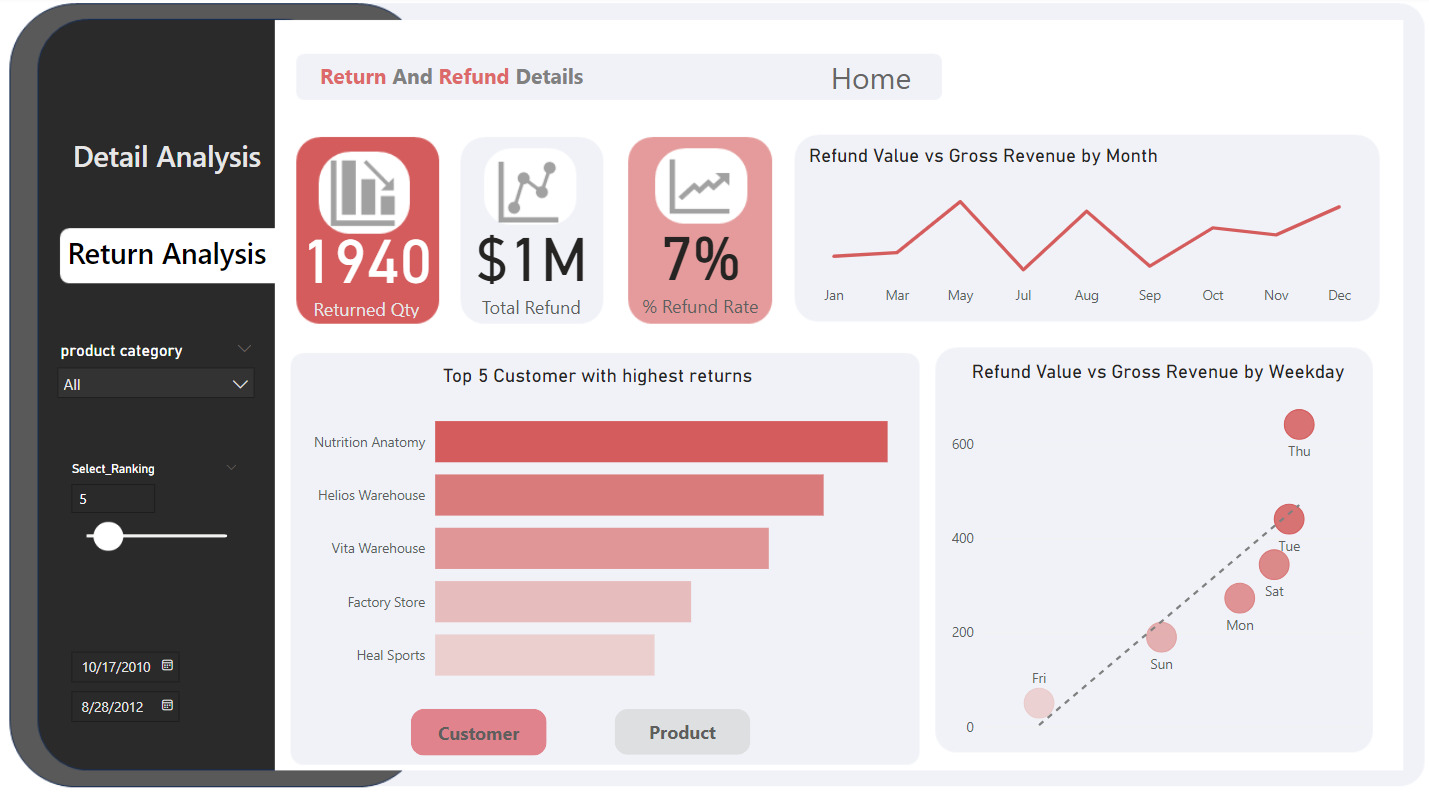 Detail Analysis
Return Analysis
product category
All
Select_Ranking
5
10/17/2010
8/28/2012
Return And Refund Details
Home
1940
Returned Qty
$1M
Total Refund
7%
% Refund Rate
Refund Value vs Gross Revenue by Month
Jan Mar May Jul Aug Sep Oct Nov Dec
Top 5 Customer with highest returns
Nutrition Anatomy
Helios Warehouse
Vita Warehouse
Factory Store
Heal Sports
Customer
Product
Refund Value vs Gross Revenue by Weekday
600
400
200
0
Thu
Tue
Sat
Mon
Sun
Fri